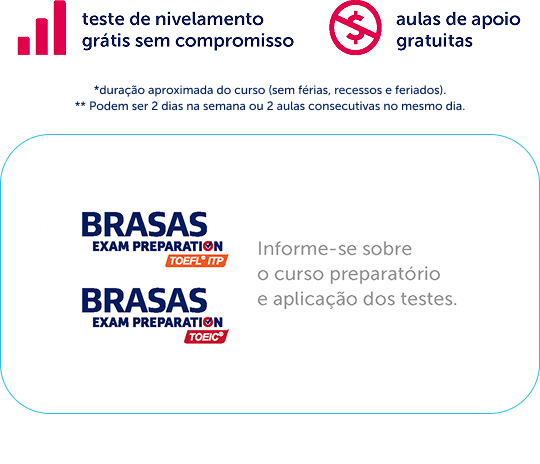 teste de nivelamento
grátis sem compromisso
aulas de apoio
gratuitas
*duração aproximada do curso (sem férias, recessos e feriados).
** Podem ser 2 dias na semana ou 2 aulas consecutivas no mesmo dia.
BRASAS
EXAM PREPARATION
TOEFL® ITP
BRASAS
EXAM PREPARATION
TOEIC®
Informe-se sobre
o curso preparatório
e aplicação dos testes.